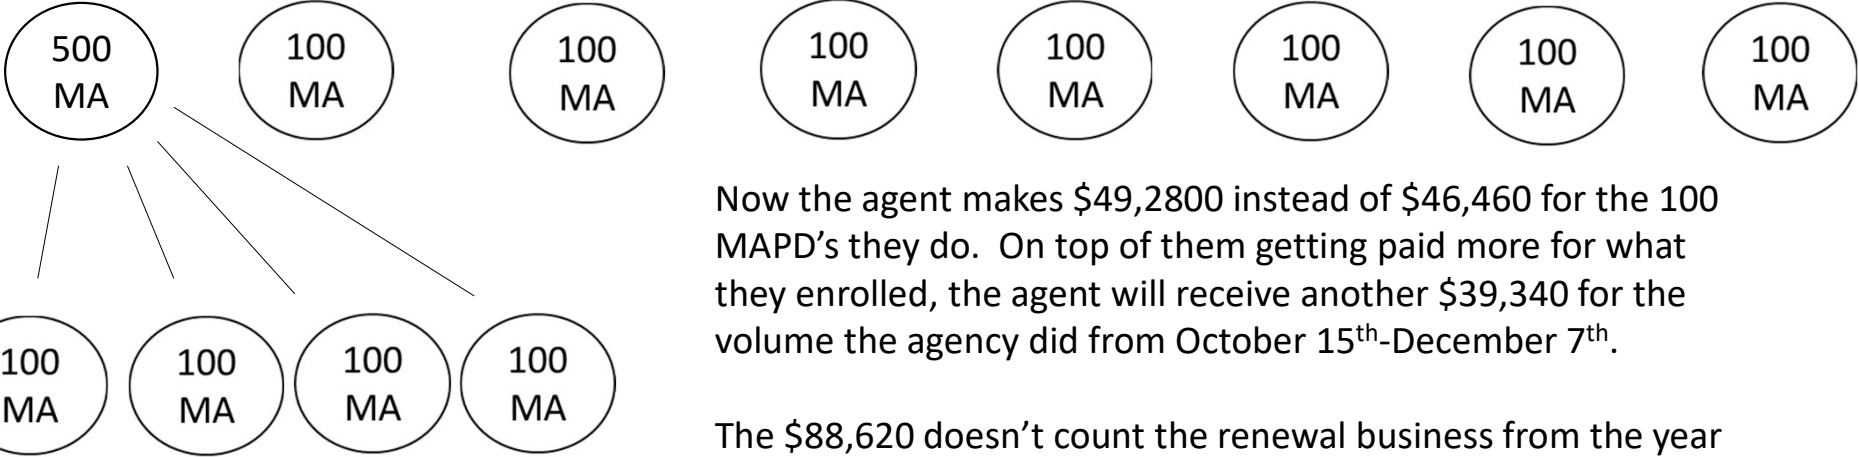 500
MA
100
MA
100
MA
100
MA
100
MA
100
MA
100
MA
100
MA
Now the agent makes $49,2800 instead of $46,460 for the 100
MAPD’s they do.  On top of them getting paid more for what
they enrolled, the agent will receive another $39,340 for the
volume the agency did from October 15th-December 7th.
The $88,620 doesn’t count the renewal business from the year
100
MA
100
MA
100
MA
100
MA